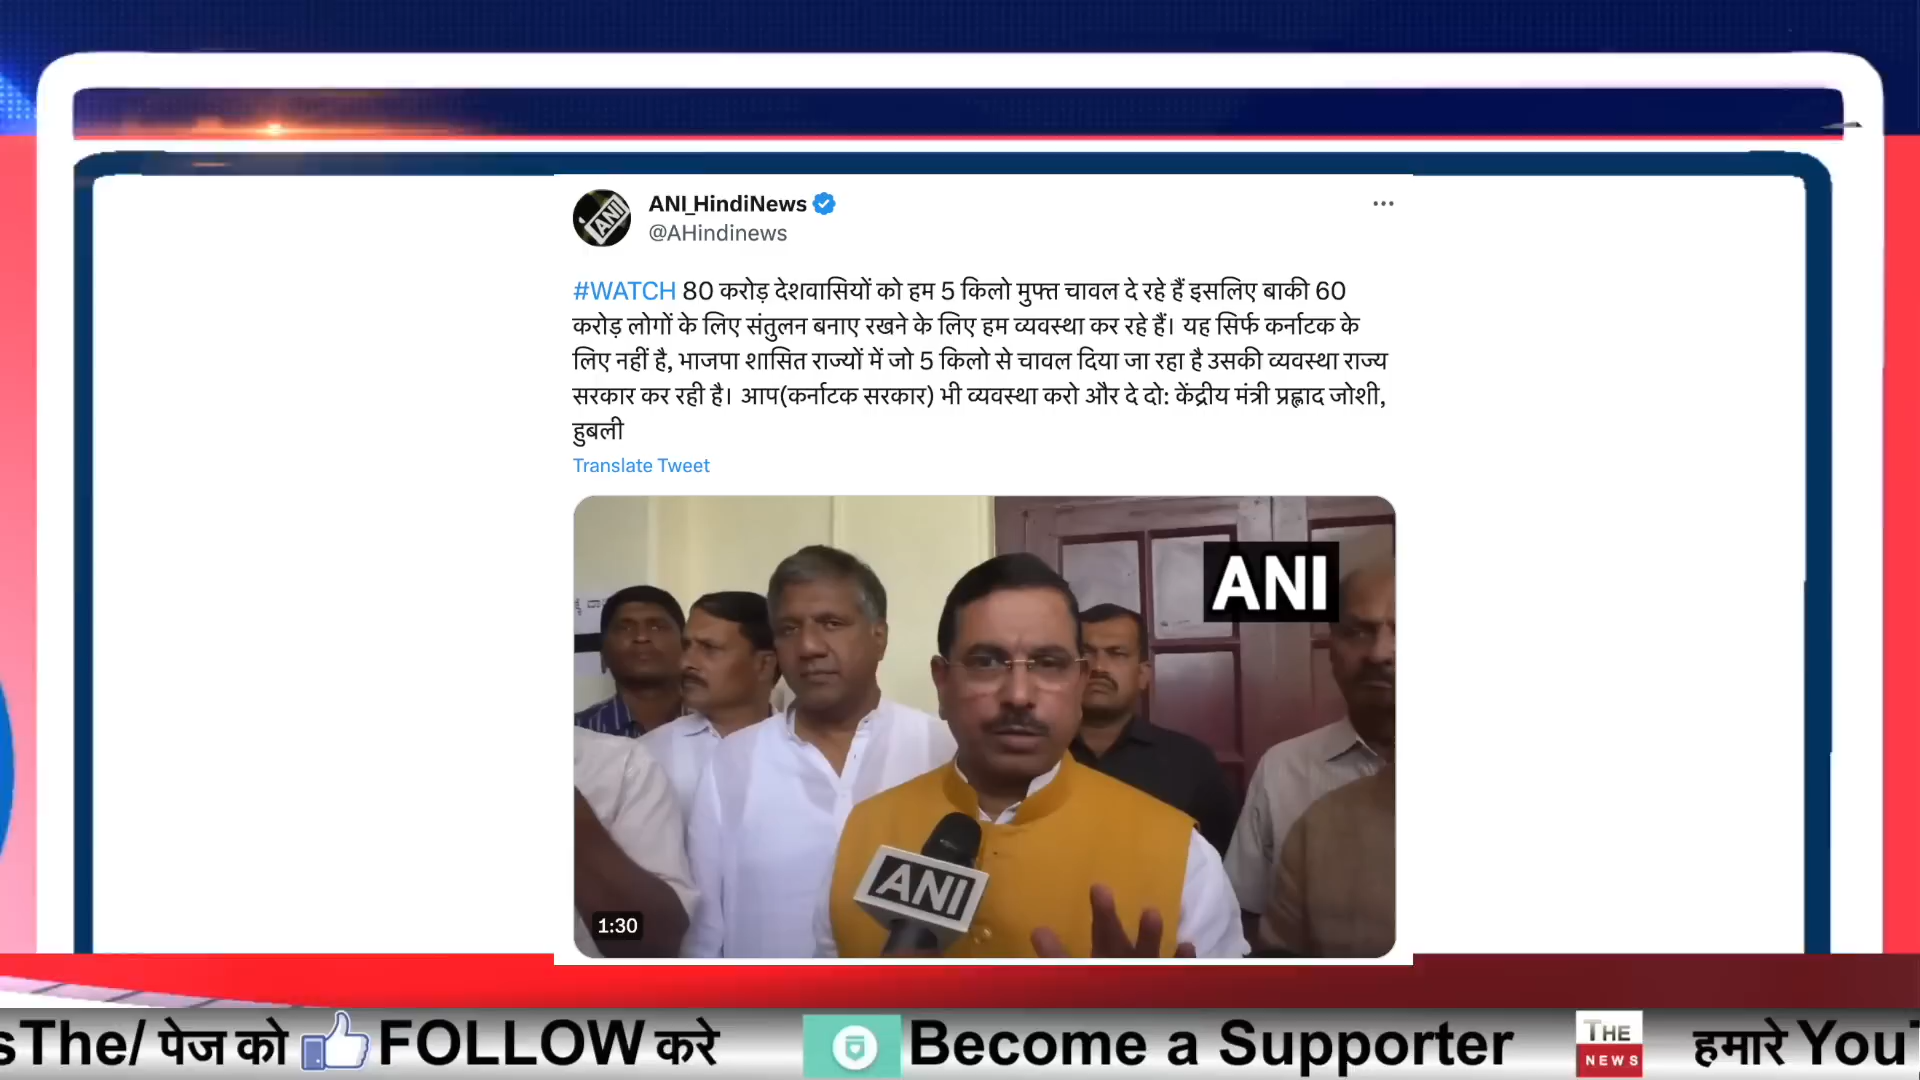 ANI_HindiNews
@AHindinews
#WATCH 80 करोड़ देशवासियों को हम 5 किलो मुफ्त चावल दे रहे हैं इसलिए बाकी 60
करोड़ लोगों के लिए संतुलन बनाए रखने के लिए हम व्यवस्था कर रहे हैं। यह सिर्फ कर्नाटक के
लिए नहीं है, भाजपा शासित राज्यों में जो 5 किलो से चावल दिया जा रहा है उसकी व्यवस्था राज्य
सरकार कर रही है। आप(कर्नाटक सरकार) भी व्यवस्था करो और दे दो: केंद्रीय मंत्री प्रह्लाद जोशी,
हुबली
Translate Tweet
ANI
ANI
1:30
sThe/ पेज को FOLLOW करे Become a Supporter THE NEWS हमारे You